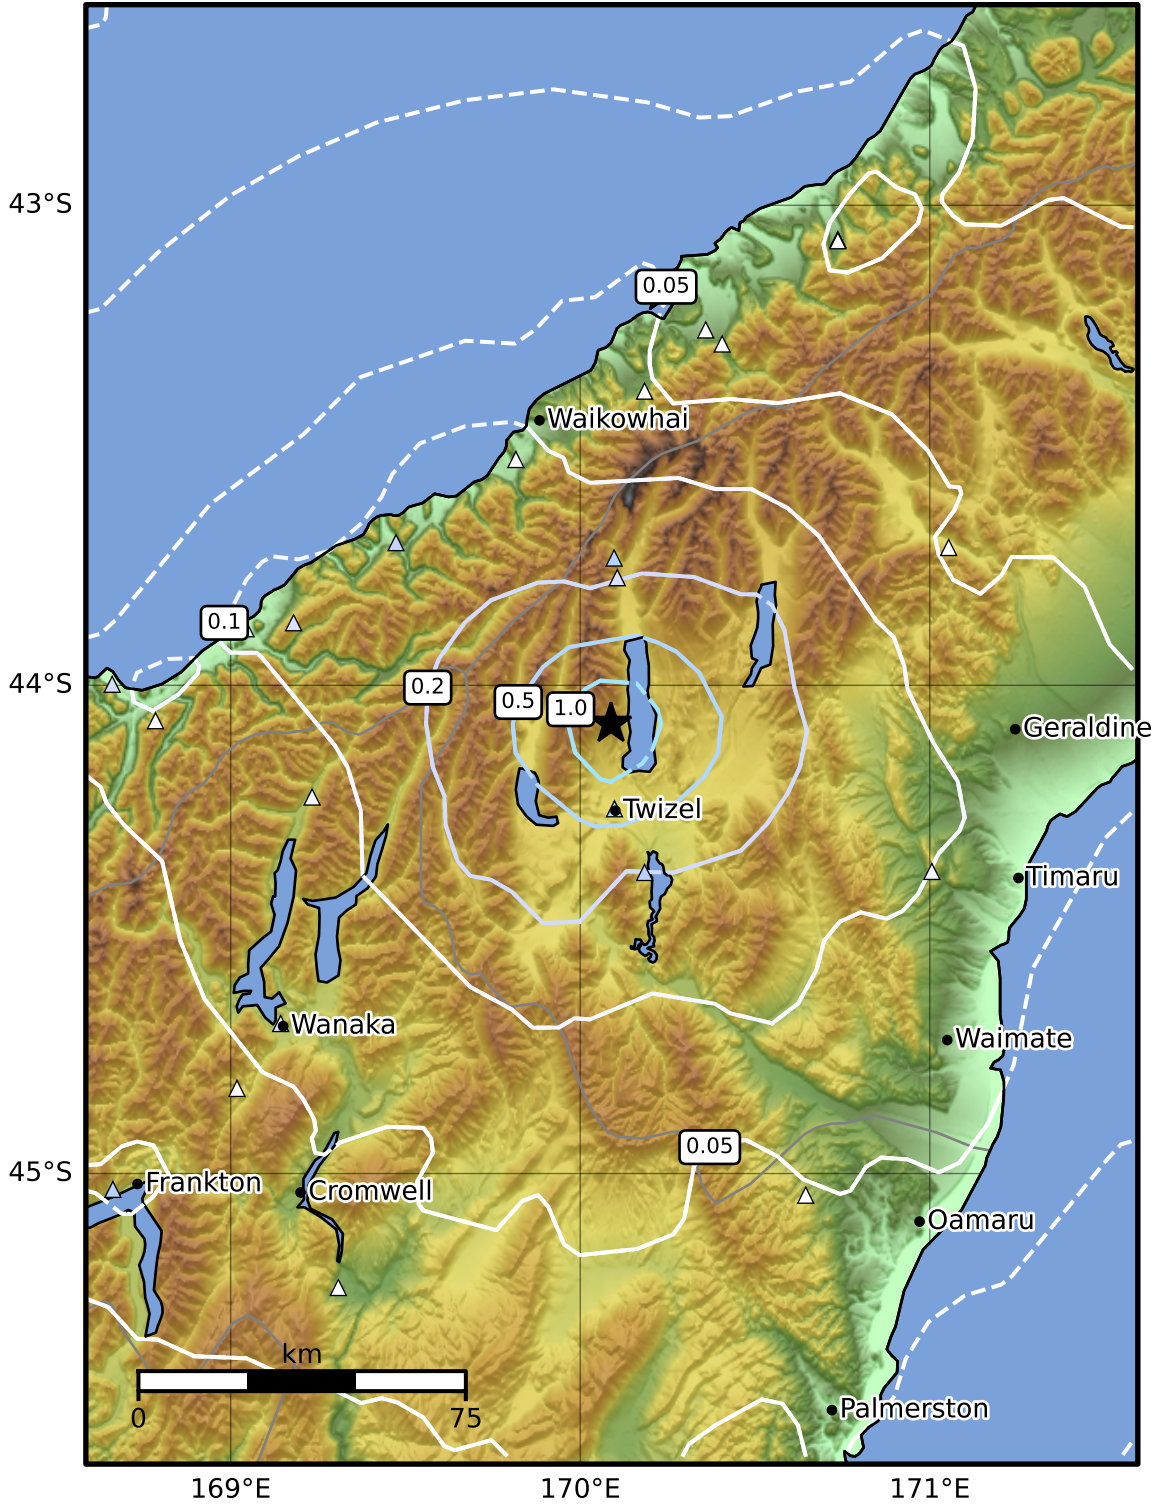 43°S
0.05
Waikowhai
0.1
44°S
0.2
0.5
1.0
Geraldine
Twizel
Timaru
Wanaka
Waimate
0.05
45°S
Frankton
Cromwell
Oamaru
km
0
75
Palmerston
169°E
170°E
171°E